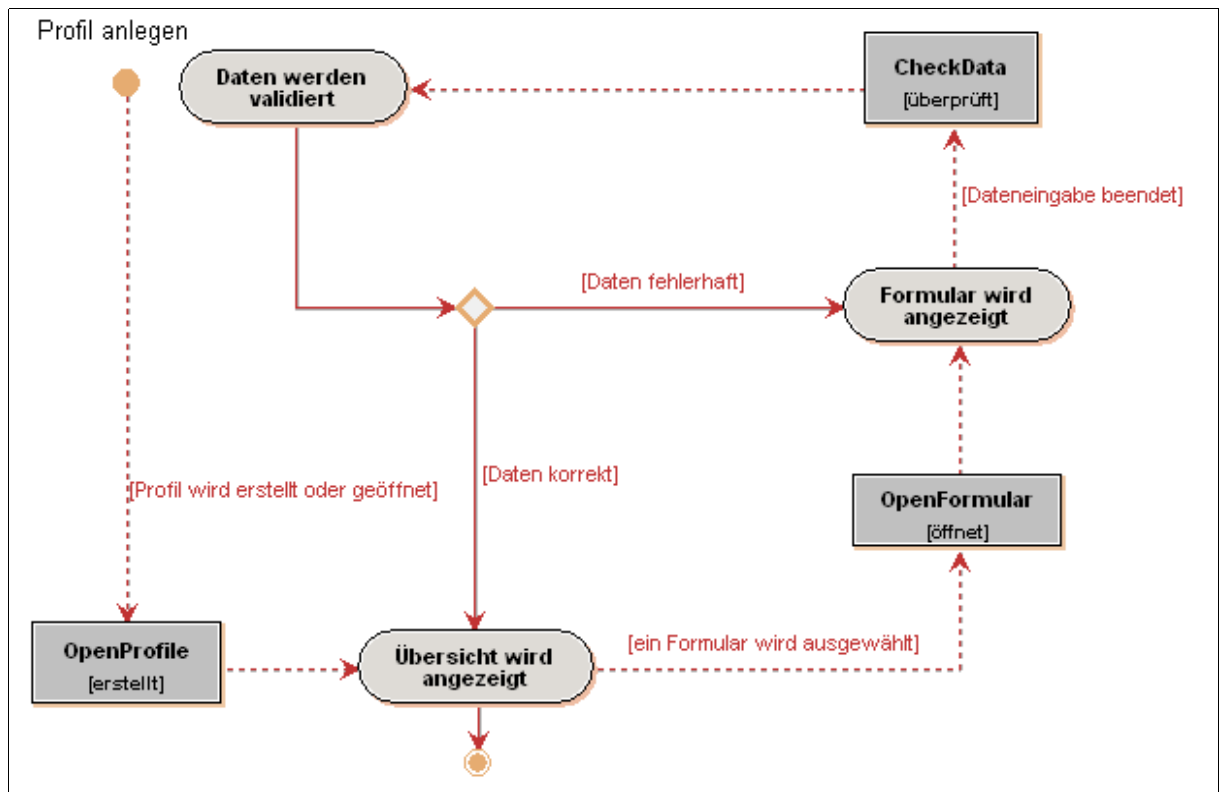 Profil anlegen
Daten werden
validiert
CheckData
[überprüft]
[Dateneingabe beendet]
[Daten fehlerhaft]
Formular wird
angezeigt
[Daten korrekt]
[Profil wird erstellt oder geöffnet]
OpenFormular
[öffnet]
OpenProfile
[erstellt]
Übersicht wird
angezeigt
[ein Formular wird ausgewählt]